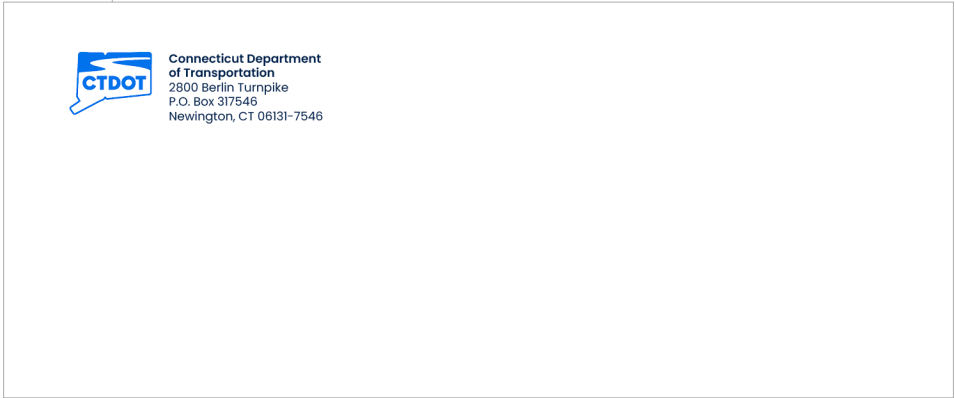 CTDOT
Connecticut Department
of Transportation
2800 Berlin Turnpike
P.O. Box 317546
Newington, CT 06131-7546